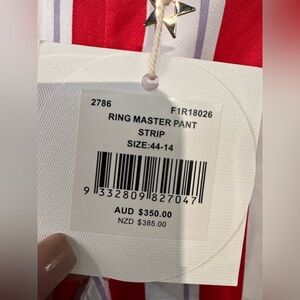 2786 F1R18026
RING MASTER PANT
STRIP
SIZE:44-14
9 332809 827047
AUD $350.00
NZD $385.00